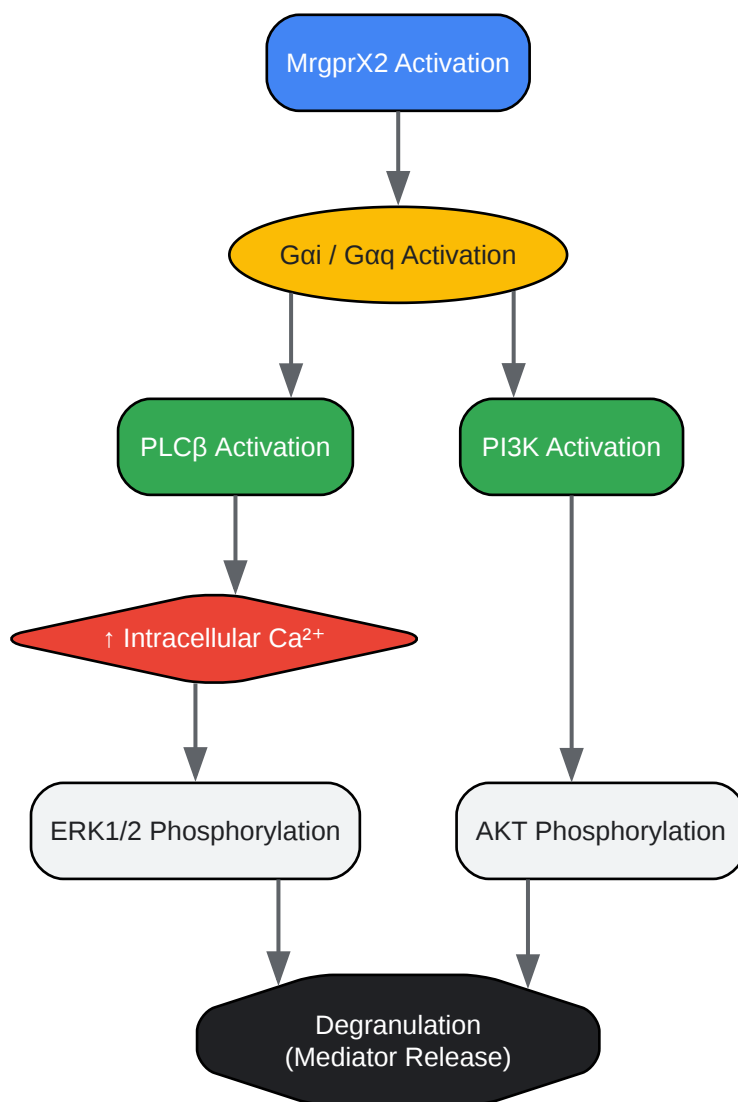 MrgprX2 Activation
Gαi / Gαq Activation
PLCβ Activation
PI3K Activation
↑ Intracellular Ca²⁺
ERK1/2 Phosphorylation
AKT Phosphorylation
Degranulation
(Mediator Release)